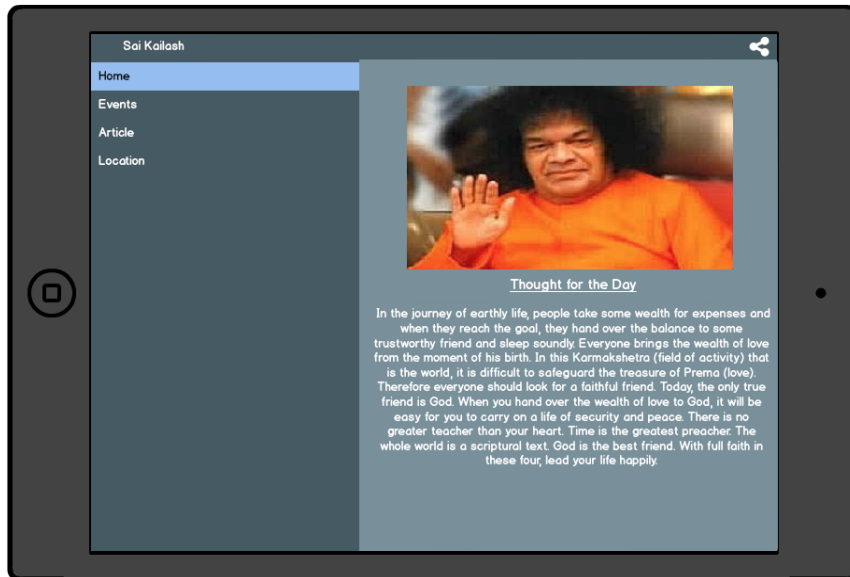 Sai Kailash
Home
Events
Article
Location
Thought for the Day
In the journey of earthly life, people take some wealth for expenses and
when they reach the goal, they hand over the balance to some
trustworthy friend and sleep soundly. Everyone brings the wealth of love
from the moment of his birth. In this Karmakshetra (field of activity) that
is the world, it is difficult to safeguard the treasure of Prema (love).
Therefore everyone should look for a faithful friend. Today, the only true
friend is God. When you hand over the wealth of love to God, it will be
easy for you to carry on a life of security and peace. There is no
greater teacher than your heart. Time is the greatest preacher. The
whole world is a scriptural text. God is the best friend. With full faith in
these four, lead your life happily.